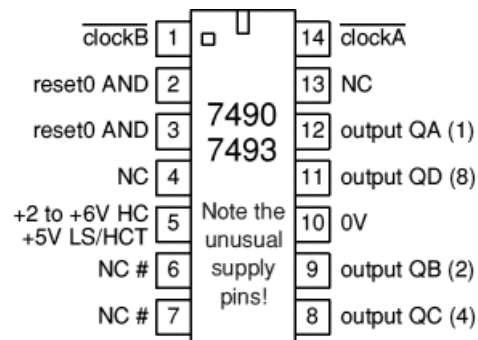 clockB 1 14 clockA
reset0 AND 2 13 NC
reset0 AND 3 7490 12 output QA (1)
7493
NC 4 11 output QD (8)
+2 to +6V HC 5 Note the 10 0V
+5V LS/HCT unusual
NC # 6 supply 9 output QB (2)
pins!
NC # 7 8 output QC (4)